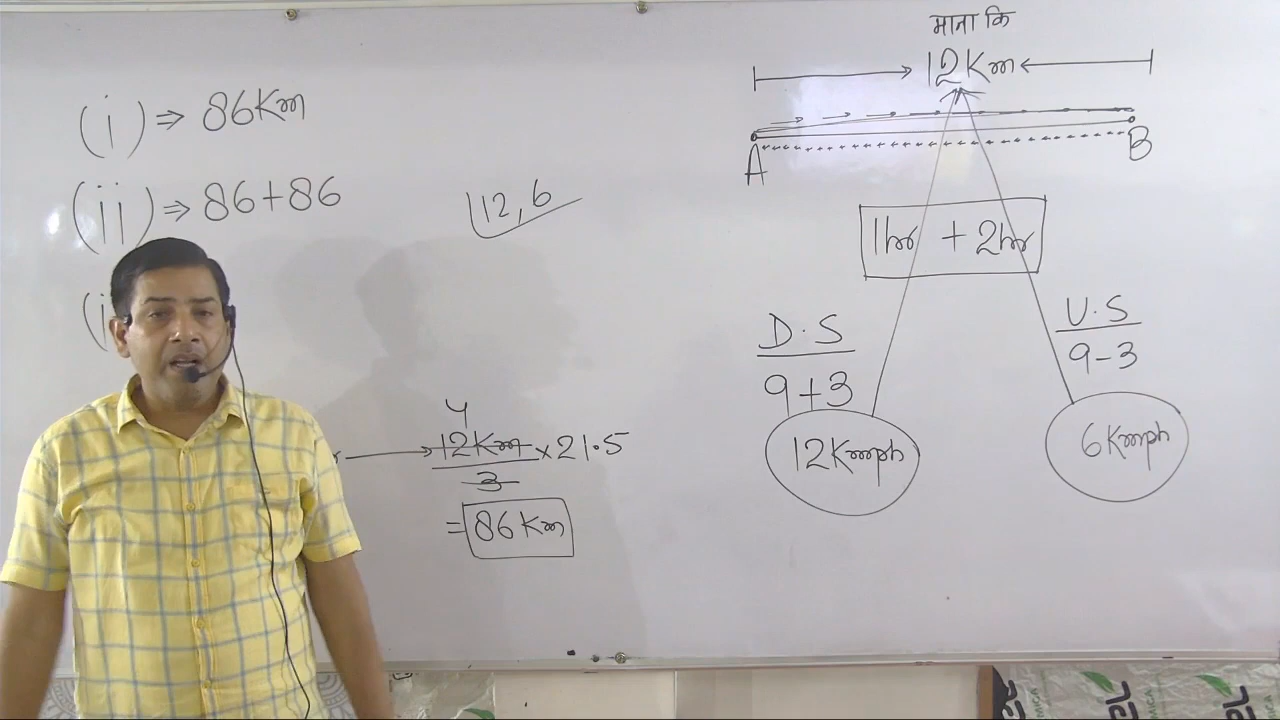 (i) ⇒ 86Km
(ii) ⇒ 86+86
(i
12, 6
4
12Km × 21.5
3
= 86Km
माना कि
12Km
A
B
1hr + 2hr
D.S
9+3
12Kmph
U.S
9-3
6Kmph